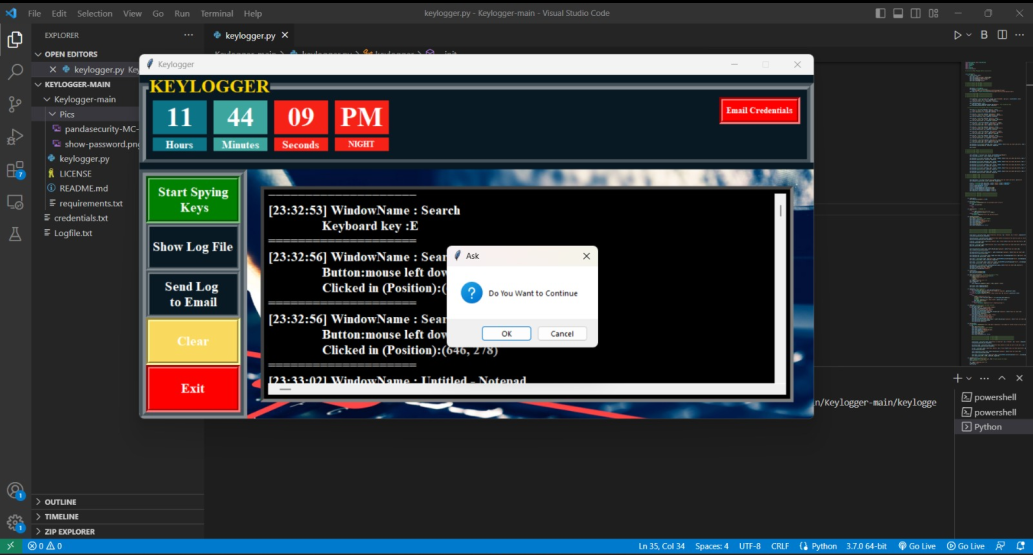 File Edit Selection View Go Run Terminal Help
keylogger.py - Keylogger-main - Visual Studio Code
EXPLORER
OPEN EDITORS
keylogger.py
KEYLOGGER-MAIN
Keylogger-main
Pics
pandasecurity-MC-
show-password.png
keylogger.py
LICENSE
README.md
requirements.txt
credentials.txt
Logfile.txt
OUTLINE
TIMELINE
ZIP EXPLORER
keylogger.py
Keylogger
KEYLOGGER
11 44 09 PM
Hours Minutes Seconds NIGHT
Email Credentials
Start Spying
Keys
Show Log File
Send Log
to Email
Clear
Exit
[23:32:53] WindowName : Search
Keyboard key :E
[23:32:56] WindowName : Sear
Button:mouse left dow
Clicked in (Position):(
[23:32:56] WindowName : Sear
Button:mouse left dow
Clicked in (Position):(646, 278)
[23:33:02] WindowName : Untitled - Notepad
Ask
Do You Want to Continue
OK Cancel
n/Keylogger-main/keylogge
powershell
powershell
Python
7
1
1
0 0
Ln 35, Col 34 Spaces: 4 UTF-8 CRLF Python 3.7.0 64-bit Go Live Go Live